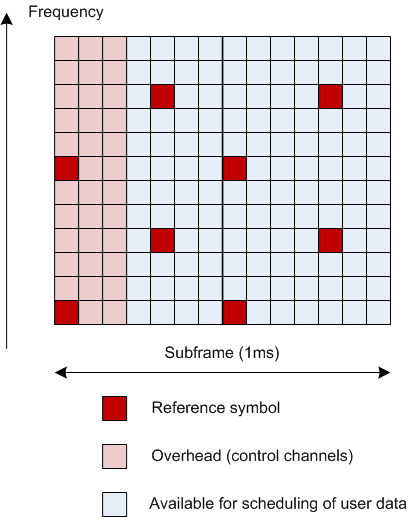 Frequency
Subframe (1ms)
Reference symbol
Overhead (control channels)
Available for scheduling of user data